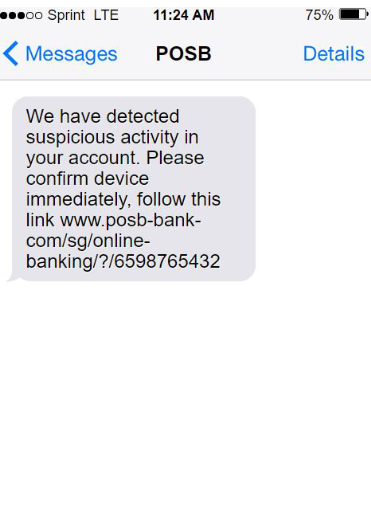 Sprint LTE 11:24 AM 75%
Messages POSB Details
We have detected
suspicious activity in
your account. Please
confirm device
immediately, follow this
link www.posb-bank-
com/sg/online-
banking/?/6598765432